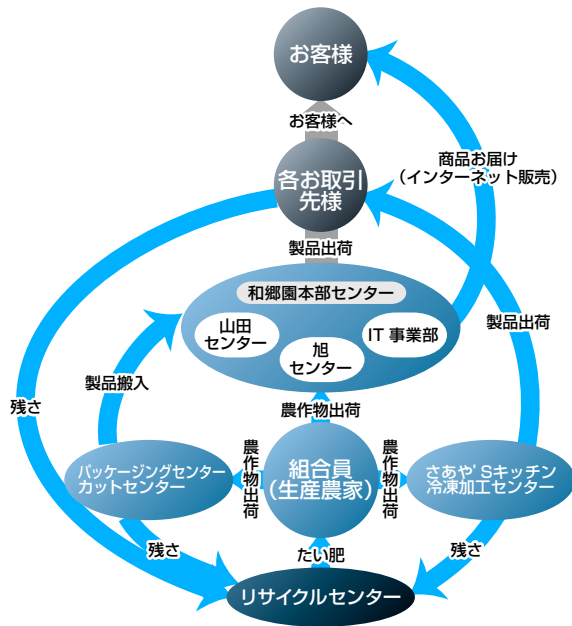 お客様
お客様へ
商品お届け
（インターネット販売）
各お取引
先様
製品出荷
和郷園本部センター
山田
センター
旭
センター
IT 事業部
製品出荷
製品搬入
残さ
農作物出荷
パッケージングセンター
カットセンター
農作物出荷
組合員
（生産農家）
農作物出荷
さあや’Sキッチン
冷凍加工センター
残さ
たい肥
残さ
リサイクルセンター